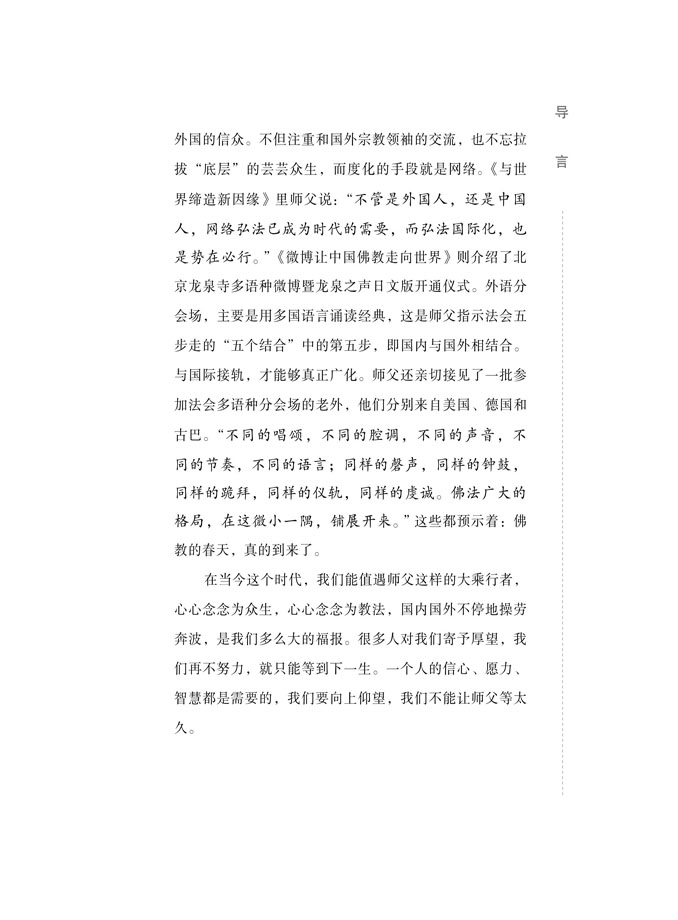 导言
外国的信众。不但注重和国外宗教领袖的交流，也不忘拉
拔“底层”的芸芸众生，而度化的手段就是网络。《与世
界缔造新因缘》里师父说：“不管是外国人，还是中国
人，网络弘法已成为时代的需要，而弘法国际化，也
是势在必行。”《微博让中国佛教走向世界》则介绍了北
京龙泉寺多语种微博暨龙泉之声日文版开通仪式。外语分
会场，主要是用多国语言诵读经典，这是师父指示法会五
步走的“五个结合”中的第五步，即国内与国外相结合。
与国际接轨，才能够真正广化。师父还亲切接见了一批参
加法会多语种分会场的老外，他们分别来自美国、德国和
古巴。“不同的唱颂，不同的腔调，不同的声音，不
同的节奏，不同的语言；同样的磬声，同样的钟鼓，
同样的跪拜，同样的仪轨，同样的虔诚。佛法广大的
格局，在这微小一隅，铺展开来。”这些都预示着：佛
教的春天，真的到来了。
在当今这个时代，我们能值遇师父这样的大乘行者，
心心念念为众生，心心念念为教法，国内国外不停地操劳
奔波，是我们多么大的福报。很多人对我们寄予厚望，我
们再不努力，就只能等到下一生。一个人的信心、愿力、
智慧都是需要的，我们要向上仰望，我们不能让师父等太
久。